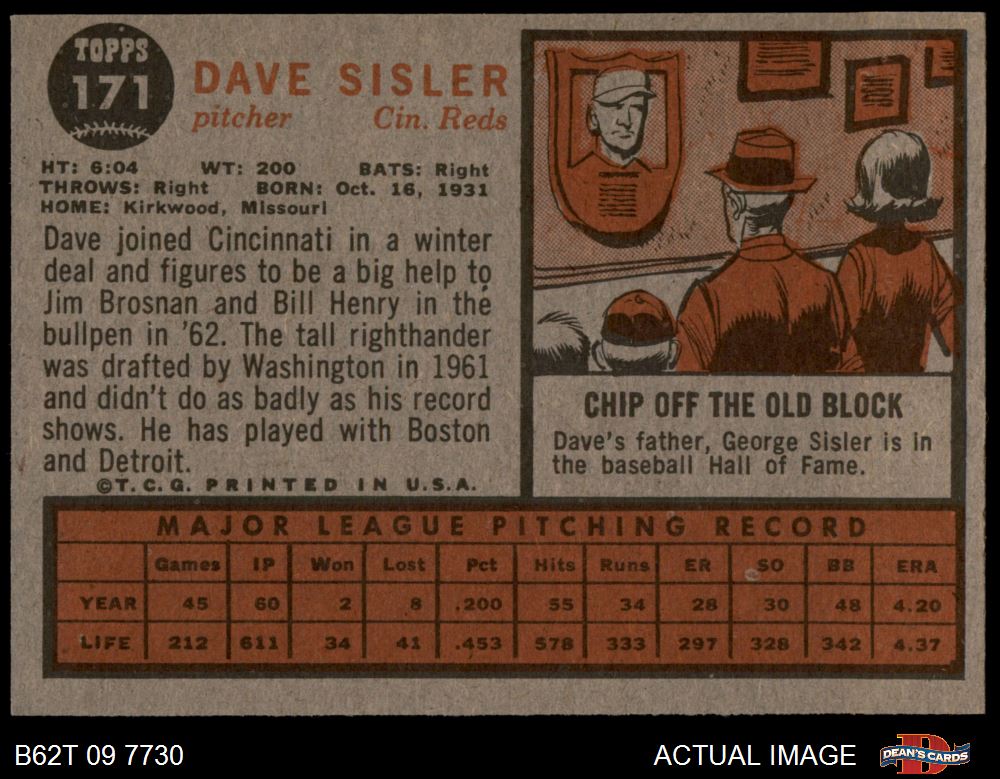 TOPPS
171
DAVE SISLER
pitcher Cin. Reds
HT: 6:04 WT: 200 BATS: Right
THROWS: Right BORN: Oct. 16, 1931
HOME: Kirkwood, Missouri
Dave joined Cincinnati in a winter
deal and figures to be a big help to
Jim Brosnan and Bill Henry in the
bullpen in '62. The tall righthander
was drafted by Washington in 1961
and didn't do as badly as his record
shows. He has played with Boston
and Detroit.
©T.C.G. PRINTED IN U.S.A.
CHIP OFF THE OLD BLOCK
Dave's father, George Sisler is in
the baseball Hall of Fame.
MAJOR LEAGUE PITCHING RECORD
Games IP Won Lost Pct Hits Runs ER SO BB ERA
YEAR 45 60 2 8 .200 55 34 28 30 48 4.20
LIFE 212 611 34 41 .453 578 333 297 328 342 4.37
B62T 09 7730 ACTUAL IMAGE DEAN'S CARDS